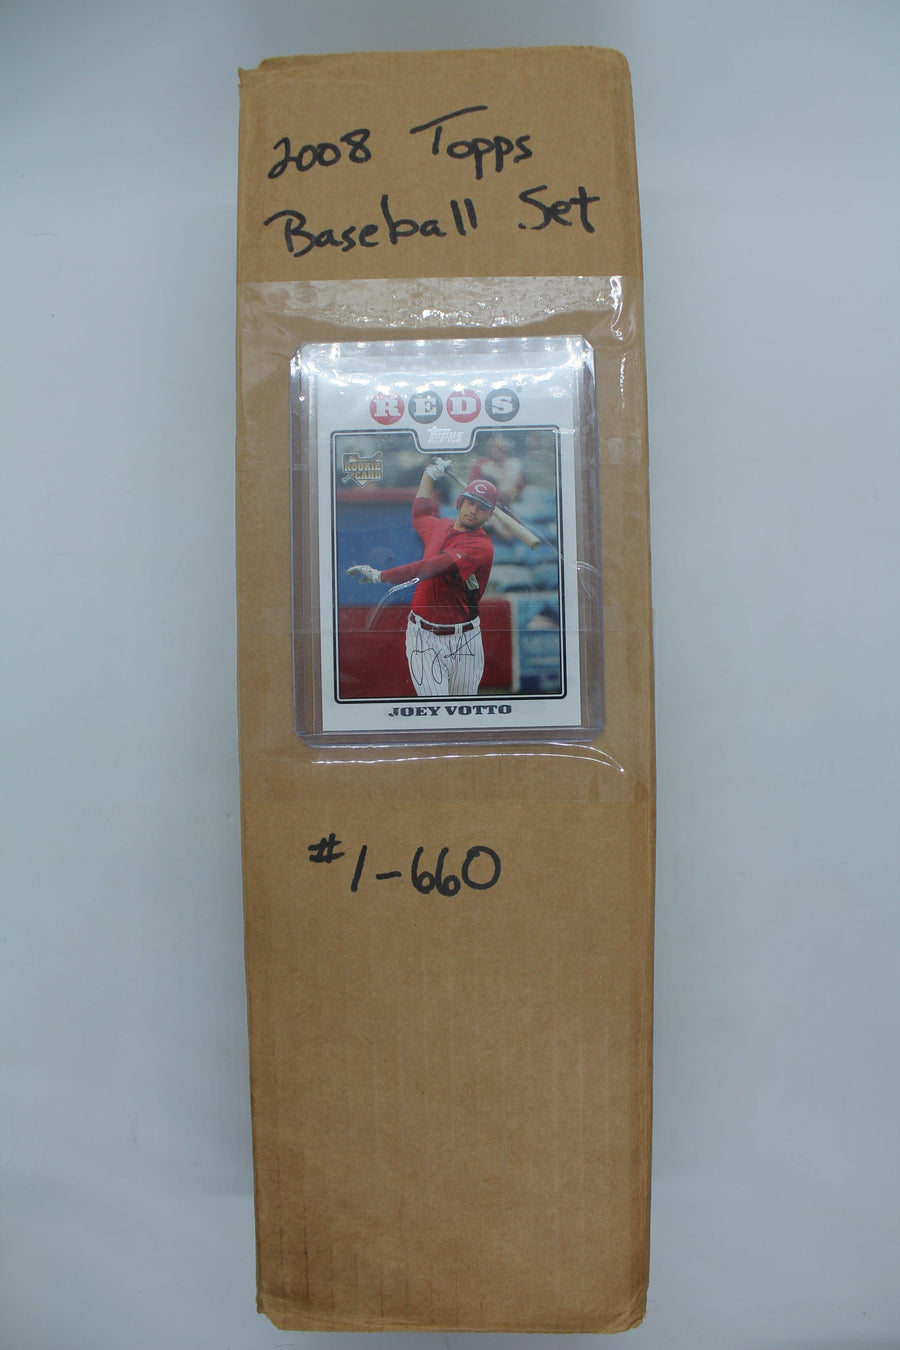 2008 Topps
Baseball Set
REDS
Topps
ROOKIE
CARD
JOEY VOTTO
#1-660